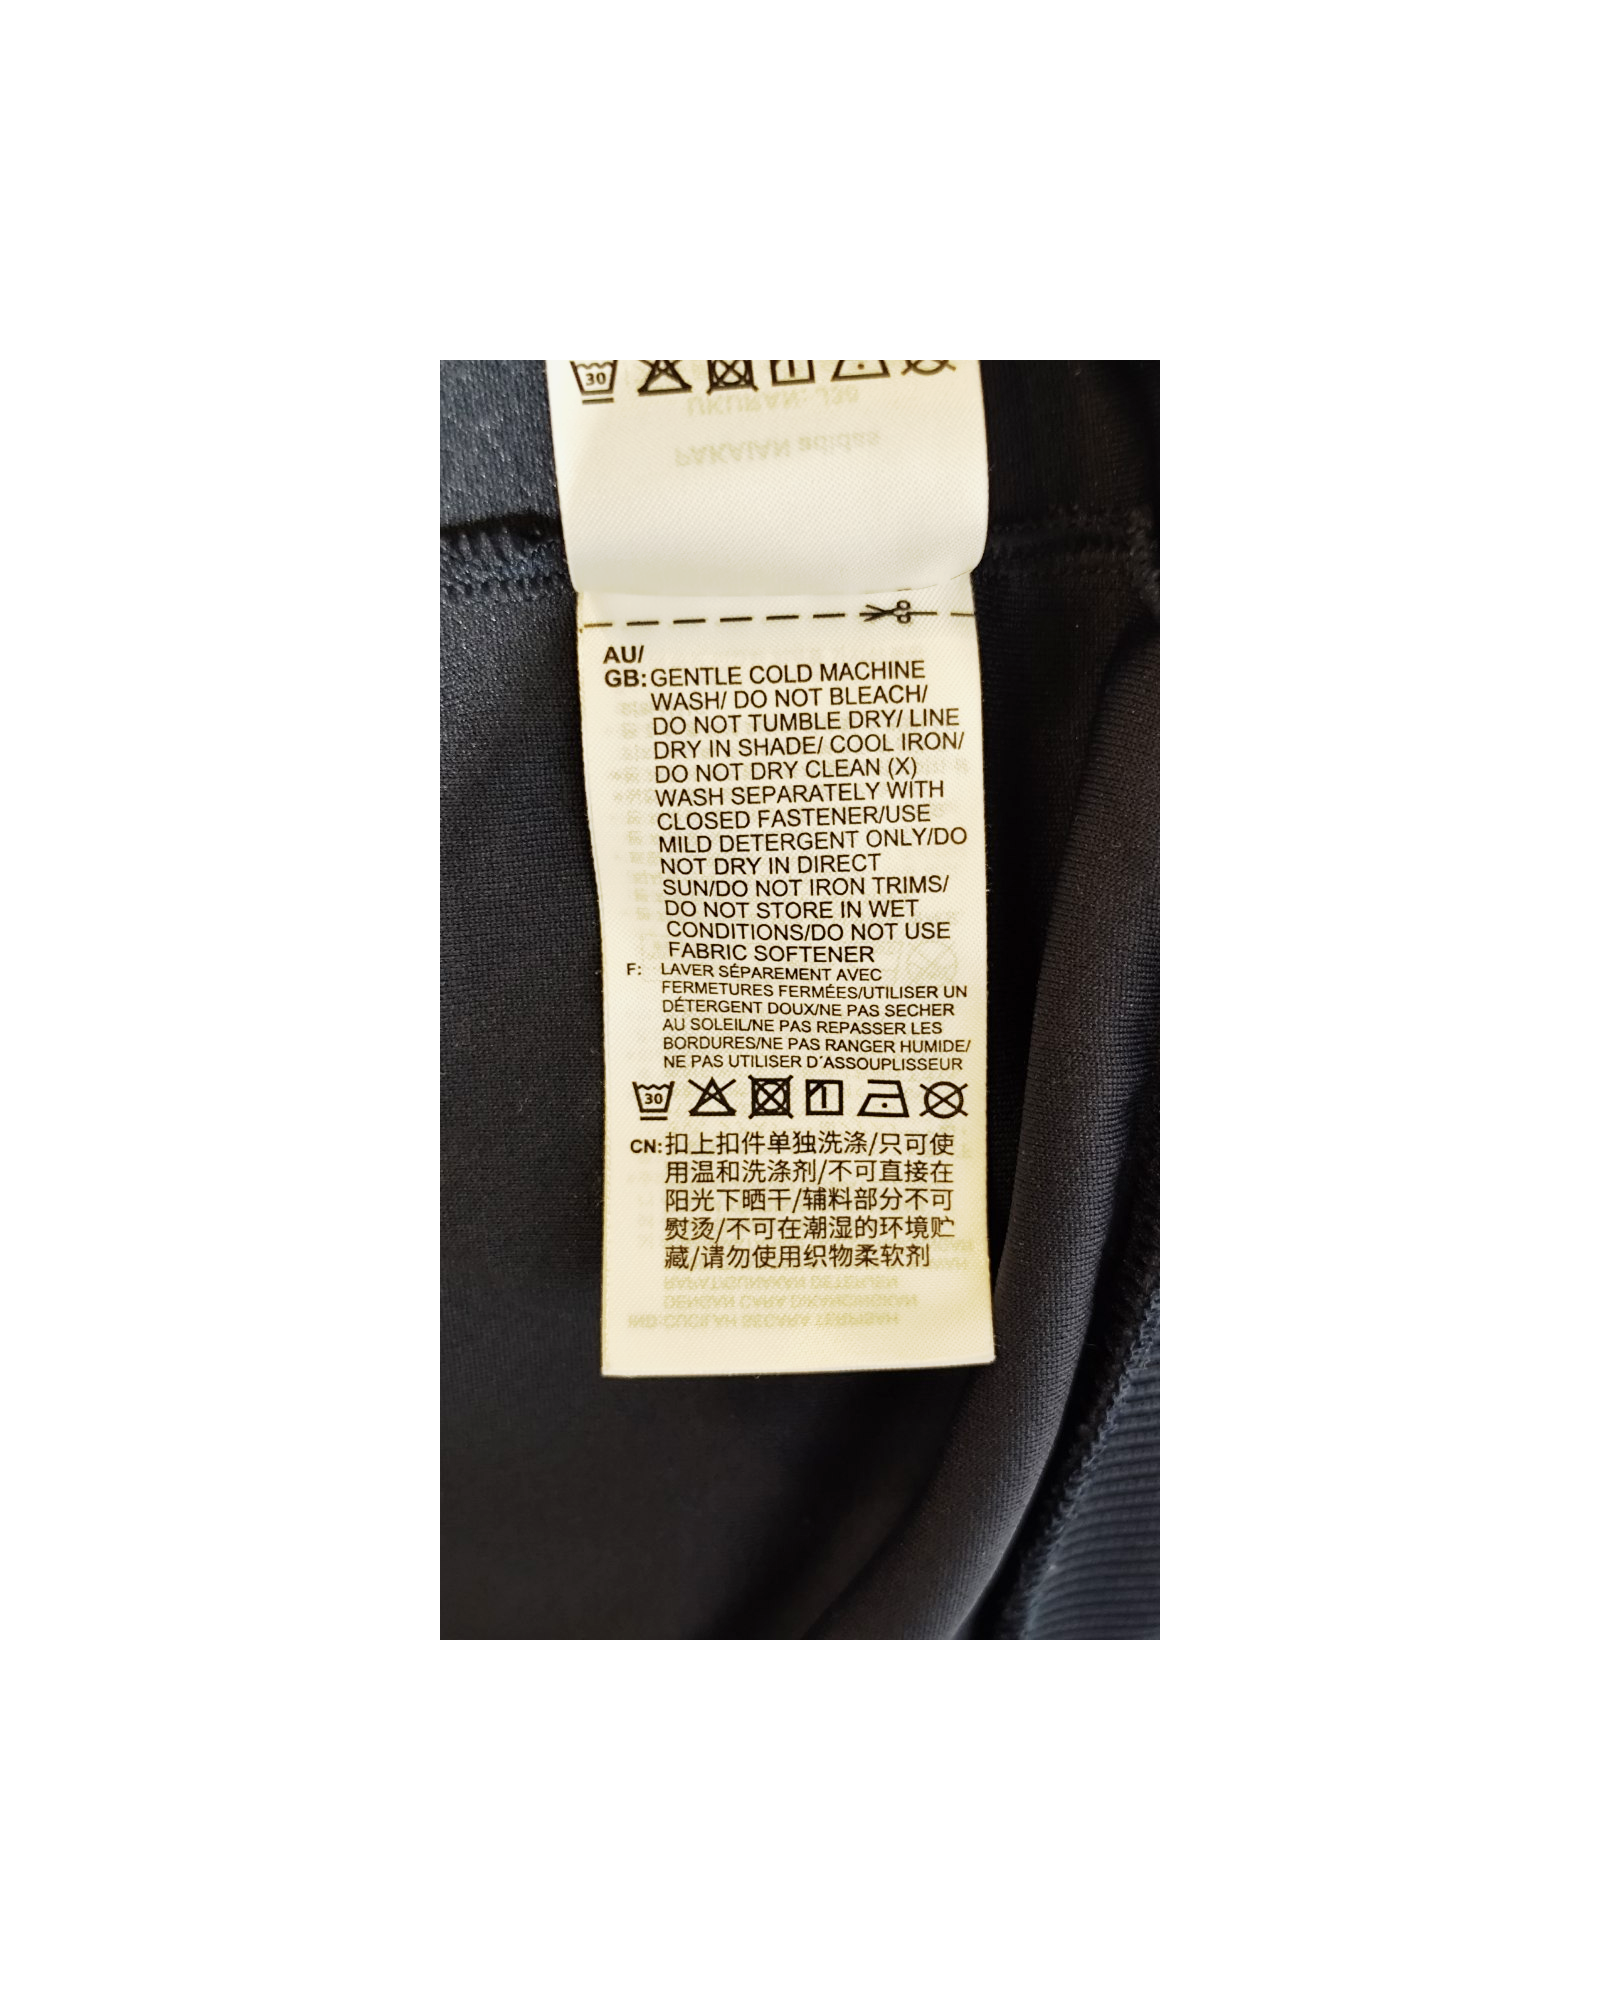 30
UKURAN: J38
PAKAIAN adidas
AU/
GB: GENTLE COLD MACHINE
WASH/ DO NOT BLEACH/
DO NOT TUMBLE DRY/ LINE
DRY IN SHADE/ COOL IRON/
DO NOT DRY CLEAN (X)
WASH SEPARATELY WITH
CLOSED FASTENER/USE
MILD DETERGENT ONLY/DO
NOT DRY IN DIRECT
SUN/DO NOT IRON TRIMS/
DO NOT STORE IN WET
CONDITIONS/DO NOT USE
FABRIC SOFTENER
F: LAVER SÉPAREMENT AVEC
FERMETURES FERMÉES/UTILISER UN
DÉTERGENT DOUX/NE PAS SECHER
AU SOLEIL/NE PAS REPASSER LES
BORDURES/NE PAS RANGER HUMIDE/
NE PAS UTILISER D´ASSOUPLISSEUR
30
CN: 扣上扣件单独洗涤/只可使
用温和洗涤剂/不可直接在
阳光下晒干/辅料部分不可
熨烫/不可在潮湿的环境贮
藏/请勿使用织物柔软剂